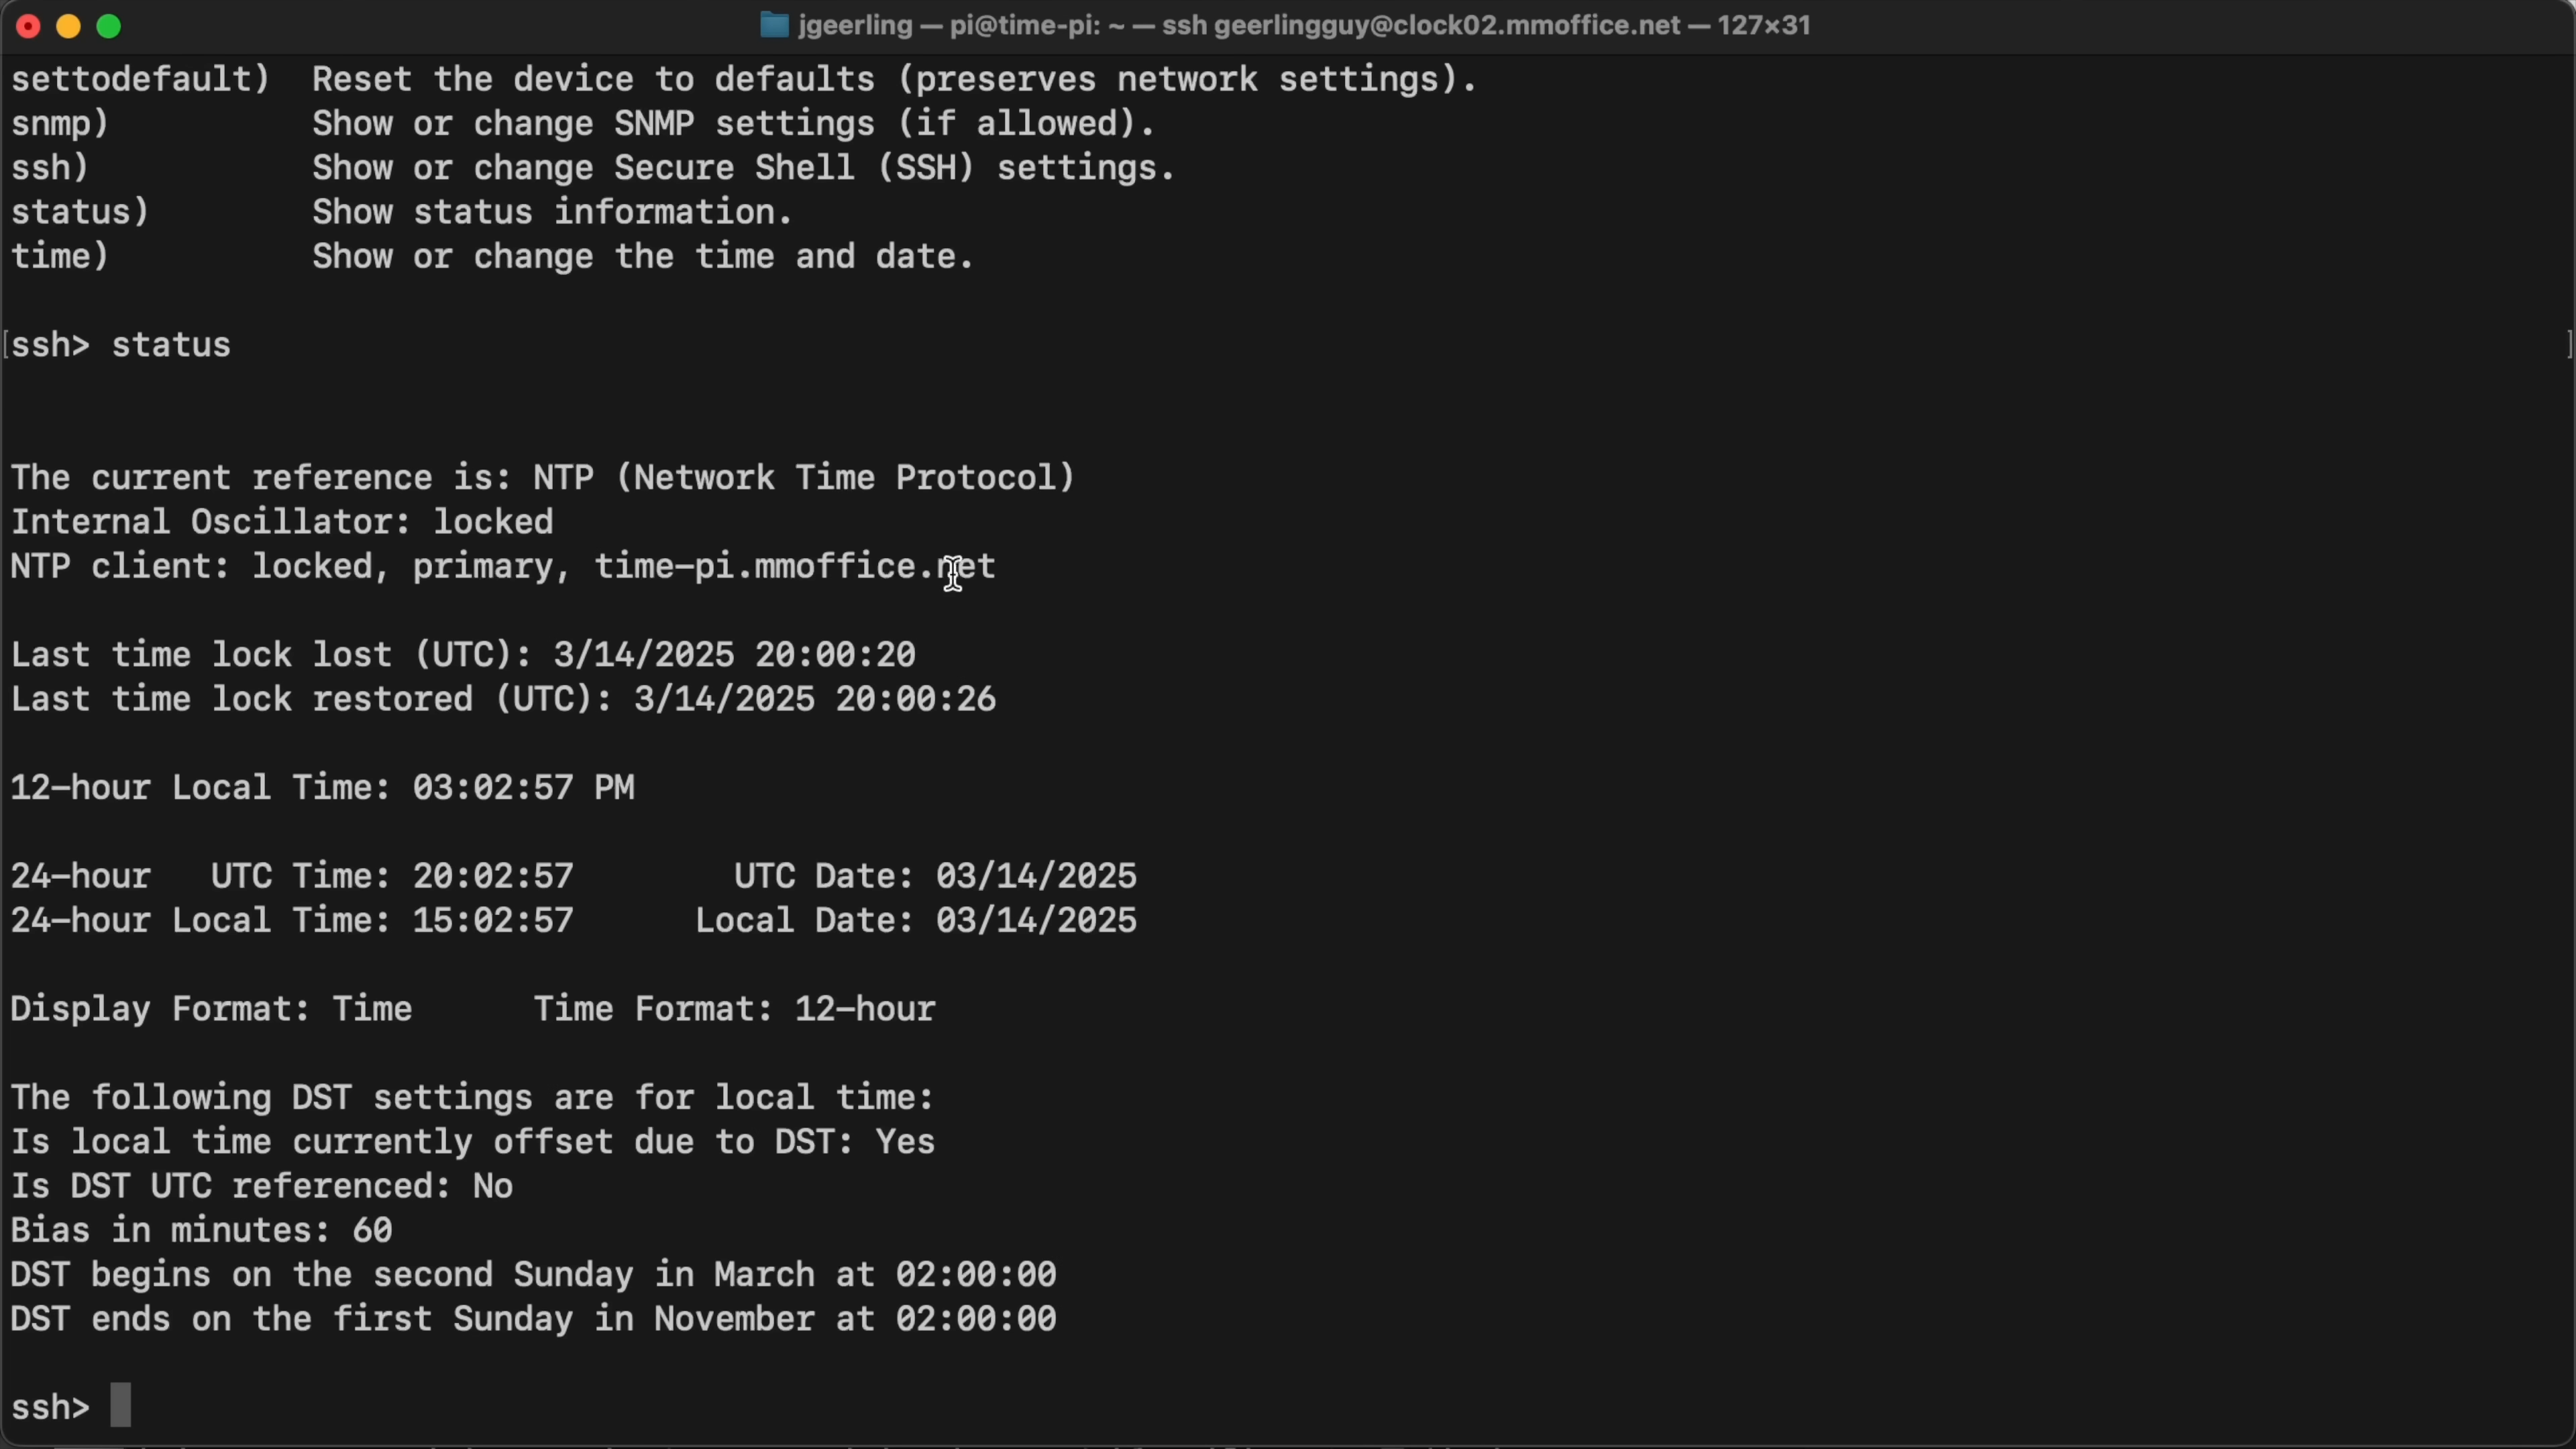 jgeerling — pi@time-pi: ~ — ssh geerlingguy@clock02.mmoffice.net — 127×31
settodefault)  Reset the device to defaults (preserves network settings).
snmp)          Show or change SNMP settings (if allowed).
ssh)           Show or change Secure Shell (SSH) settings.
status)        Show status information.
time)          Show or change the time and date.
[ssh> status ]
The current reference is: NTP (Network Time Protocol)
Internal Oscillator: locked
NTP client: locked, primary, time-pi.mmoffice.net
Last time lock lost (UTC): 3/14/2025 20:00:20
Last time lock restored (UTC): 3/14/2025 20:00:26
12-hour Local Time: 03:02:57 PM
24-hour   UTC Time: 20:02:57        UTC Date: 03/14/2025
24-hour Local Time: 15:02:57      Local Date: 03/14/2025
Display Format: Time      Time Format: 12-hour
The following DST settings are for local time:
Is local time currently offset due to DST: Yes
Is DST UTC referenced: No
Bias in minutes: 60
DST begins on the second Sunday in March at 02:00:00
DST ends on the first Sunday in November at 02:00:00
ssh>